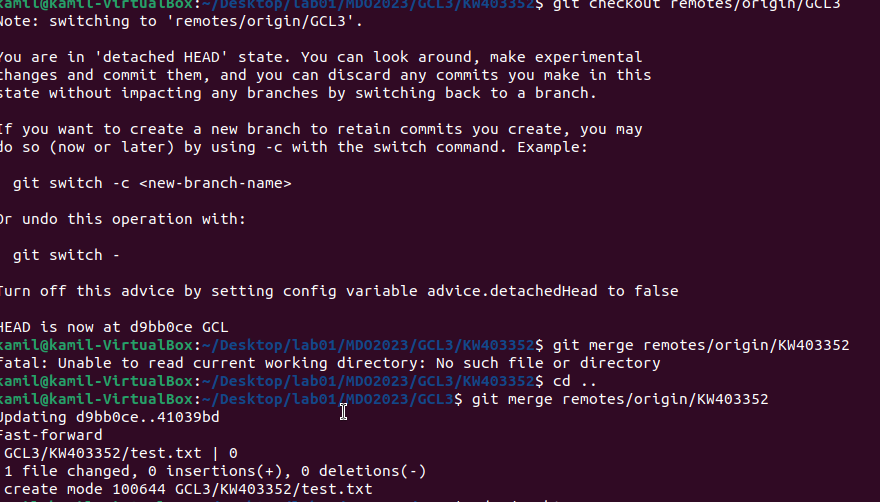 kamil@kamil-VirtualBox:~/Desktop/lab01/MDO2023/GCL3/KW403352$ git checkout remotes/origin/GCL3
Note: switching to 'remotes/origin/GCL3'.
You are in 'detached HEAD' state. You can look around, make experimental
changes and commit them, and you can discard any commits you make in this
state without impacting any branches by switching back to a branch.
If you want to create a new branch to retain commits you create, you may
do so (now or later) by using -c with the switch command. Example:
git switch -c <new-branch-name>
Or undo this operation with:
git switch -
Turn off this advice by setting config variable advice.detachedHead to false
HEAD is now at d9bb0ce GCL
kamil@kamil-VirtualBox:~/Desktop/lab01/MDO2023/GCL3/KW403352$ git merge remotes/origin/KW403352
fatal: Unable to read current working directory: No such file or directory
kamil@kamil-VirtualBox:~/Desktop/lab01/MDO2023/GCL3/KW403352$ cd ..
kamil@kamil-VirtualBox:~/Desktop/lab01/MDO2023/GCL3$ git merge remotes/origin/KW403352
Updating d9bb0ce..41039bd
Fast-forward
GCL3/KW403352/test.txt | 0
1 file changed, 0 insertions(+), 0 deletions(-)
create mode 100644 GCL3/KW403352/test.txt